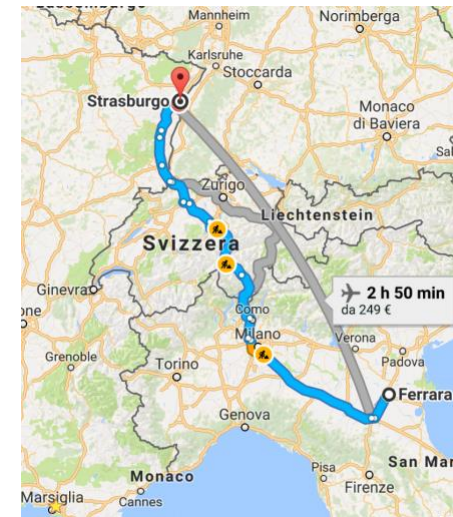 Mannheim
Norimberga
Karlsruhe
Stoccarda
Strasburgo
Monaco
di Baviera
Zurigo
Liechtenstein
Svizzera
Ginevra
2 h 50 min
da 249 €
Como
Milano
Verona
Grenoble
Torino
Padova
Ferrara
Genova
Pisa
San Mar
Monaco
Firenze
Marsiglia
Cannes